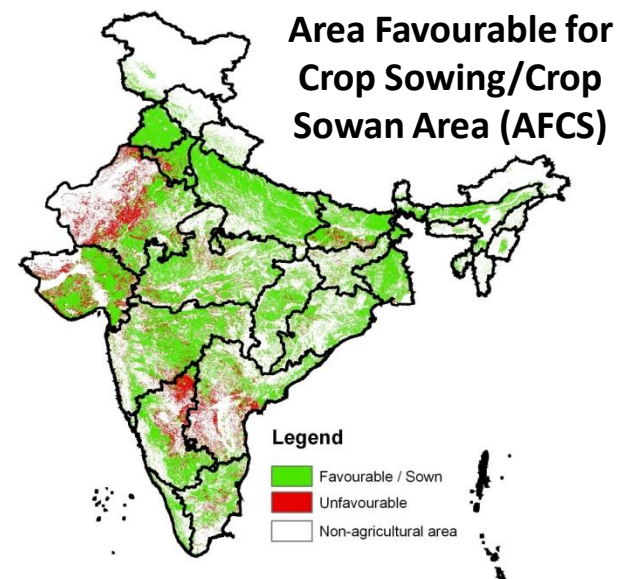 Area Favourable for
Crop Sowing/Crop
Sowan Area (AFCS)
Legend
Favourable / Sown
Unfavourable
Non-agricultural area